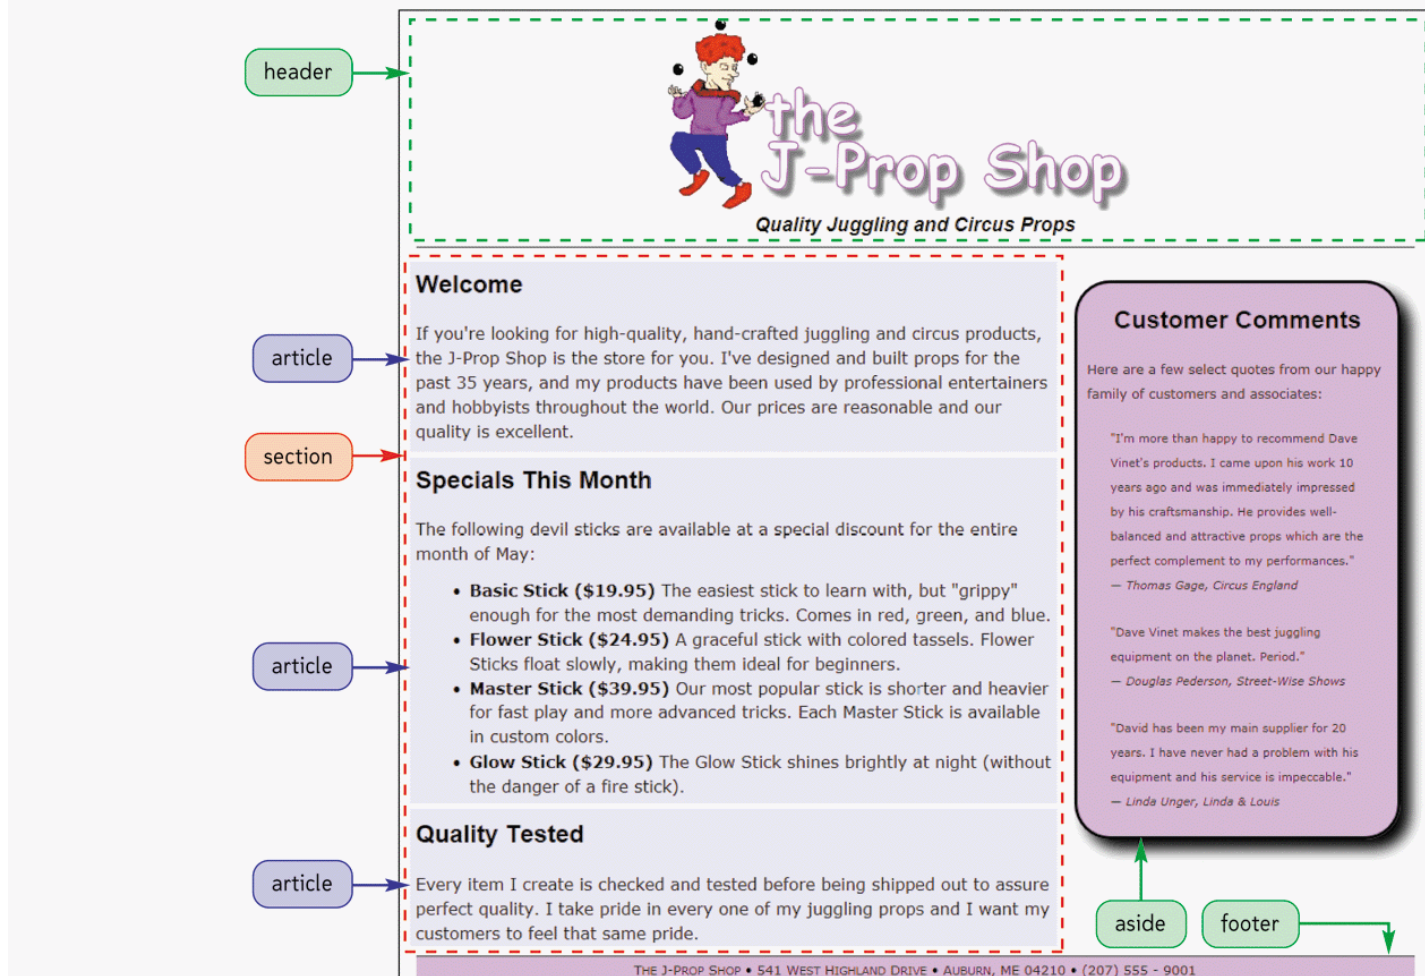 header
the
J-Prop Shop
Quality Juggling and Circus Props
Welcome
If you're looking for high-quality, hand-crafted juggling and circus products,
the J-Prop Shop is the store for you. I've designed and built props for the
past 35 years, and my products have been used by professional entertainers
and hobbyists throughout the world. Our prices are reasonable and our
quality is excellent.
article
section
Specials This Month
The following devil sticks are available at a special discount for the entire
month of May:
• Basic Stick ($19.95) The easiest stick to learn with, but "grippy"
enough for the most demanding tricks. Comes in red, green, and blue.
• Flower Stick ($24.95) A graceful stick with colored tassels. Flower
Sticks float slowly, making them ideal for beginners.
• Master Stick ($39.95) Our most popular stick is shorter and heavier
for fast play and more advanced tricks. Each Master Stick is available
in custom colors.
• Glow Stick ($29.95) The Glow Stick shines brightly at night (without
the danger of a fire stick).
article
Quality Tested
Every item I create is checked and tested before being shipped out to assure
perfect quality. I take pride in every one of my juggling props and I want my
customers to feel that same pride.
article
Customer Comments
Here are a few select quotes from our happy
family of customers and associates:
"I'm more than happy to recommend Dave
Vinet's products. I came upon his work 10
years ago and was immediately impressed
by his craftsmanship. He provides well-
balanced and attractive props which are the
perfect complement to my performances."
— Thomas Gage, Circus England
"Dave Vinet makes the best juggling
equipment on the planet. Period."
— Douglas Pederson, Street-Wise Shows
"David has been my main supplier for 20
years. I have never had a problem with his
equipment and his service is impeccable."
— Linda Unger, Linda & Louis
aside
footer
THE J-PROP SHOP • 541 WEST HIGHLAND DRIVE • AUBURN, ME 04210 • (207) 555 - 9001